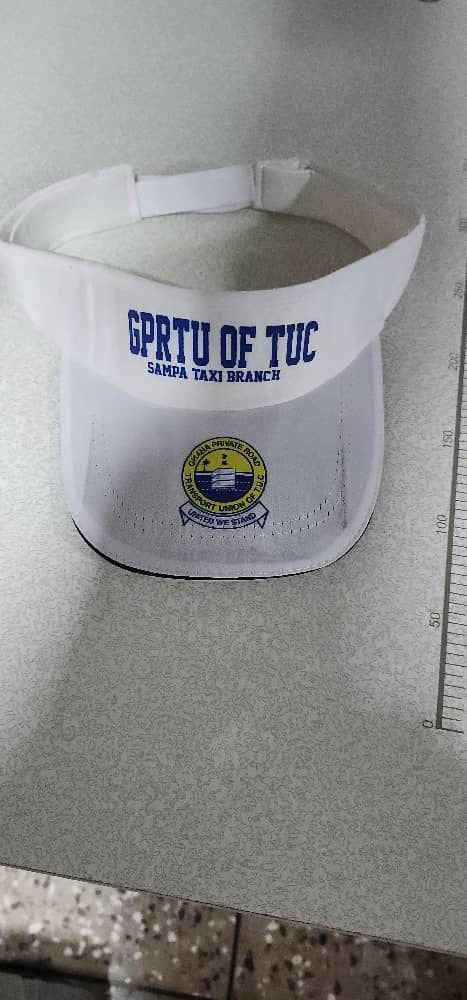 GPRTU OF TUC
SAMPA TAXI BRANCH
GHANA PRIVATE ROAD
TRANSPORT UNION OF T.U.C
UNITED WE STAND
250
200
150
100
50
0